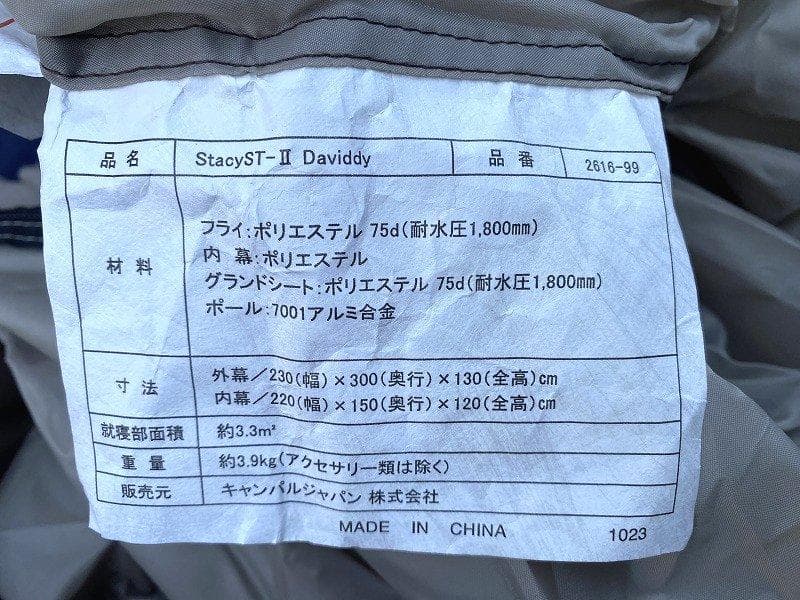 品名 StacyST-Ⅱ Daviddy 品番 2616-99
材料
フライ:ポリエステル 75d(耐水圧1,800mm)
内幕:ポリエステル
グランドシート:ポリエステル 75d(耐水圧1,800mm)
ポール:7001アルミ合金
寸法
外幕/230(幅)×300(奥行)×130(全高)cm
内幕/220(幅)×150(奥行)×120(全高)cm
就寝部面積 約3.3m²
重量 約3.9kg(アクセサリー類は除く)
販売元 キャンパルジャパン 株式会社
MADE IN CHINA 1023